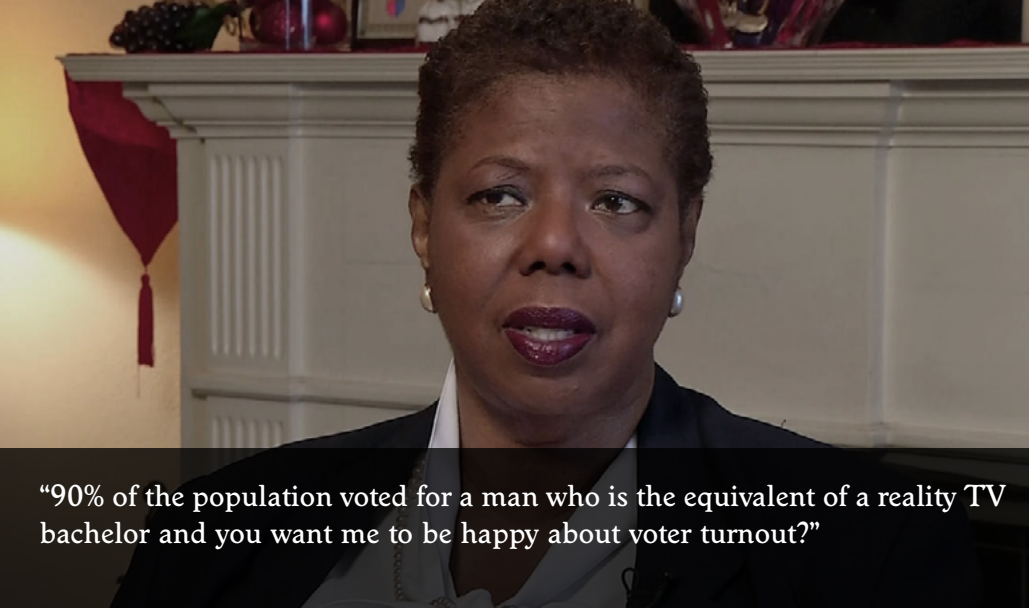 “90% of the population voted for a man who is the equivalent of a reality TV
bachelor and you want me to be happy about voter turnout?”